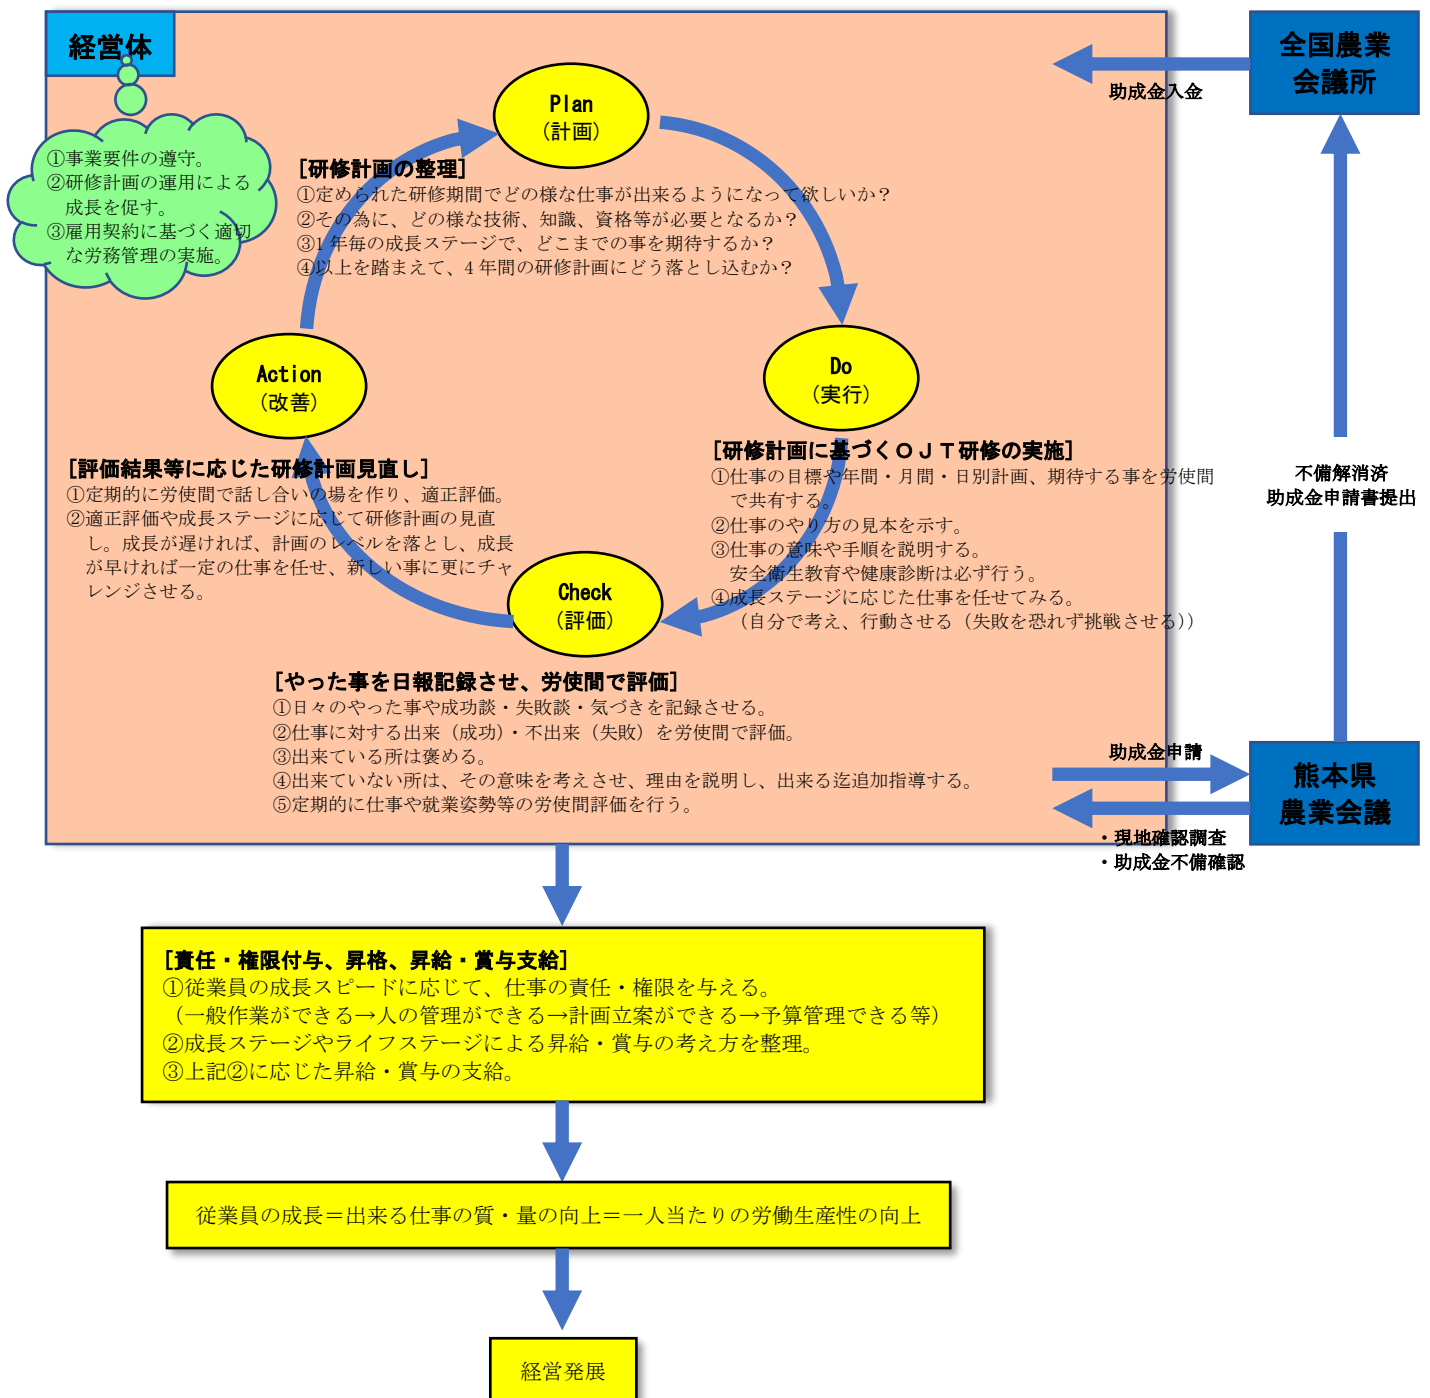 経営体
全国農業
会議所
助成金入金
Plan
(計画)
①事業要件の遵守。
②研修計画の運用による
成長を促す。
③雇用契約に基づく適切
な労務管理の実施。
[研修計画の整理]
①定められた研修期間でどの様な仕事が出来るようになって欲しいか？
②その為に、どの様な技術、知識、資格等が必要となるか？
③1年毎の成長ステージで、どこまでの事を期待するか？
④以上を踏まえて、4年間の研修計画にどう落とし込むか？
Action
(改善)
Do
(実行)
[研修計画に基づくＯＪＴ研修の実施]
①仕事の目標や年間・月間・日別計画、期待する事を労使間
で共有する。
②仕事のやり方の見本を示す。
③仕事の意味や手順を説明する。
安全衛生教育や健康診断は必ず行う。
④成長ステージに応じた仕事を任せてみる。
（自分で考え、行動させる（失敗を恐れず挑戦させる））
[評価結果等に応じた研修計画見直し]
①定期的に労使間で話し合いの場を作り、適正評価。
②適正評価や成長ステージに応じて研修計画の見直
し。成長が遅ければ、計画のレベルを落とし、成長
が早ければ一定の仕事を任せ、新しい事に更にチャ
レンジさせる。
不備解消済
助成金申請書提出
Check
(評価)
[やった事を日報記録させ、労使間で評価]
①日々のやった事や成功談・失敗談・気づきを記録させる。
②仕事に対する出来（成功）・不出来（失敗）を労使間で評価。
③出来ている所は褒める。
④出来ていない所は、その意味を考えさせ、理由を説明し、出来る迄追加指導する。
⑤定期的に仕事や就業姿勢等の労使間評価を行う。
助成金申請
熊本県
農業会議
・現地確認調査
・助成金不備確認
[責任・権限付与、昇格、昇給・賞与支給]
①従業員の成長スピードに応じて、仕事の責任・権限を与える。
（一般作業ができる→人の管理ができる→計画立案ができる→予算管理できる等）
②成長ステージやライフステージによる昇給・賞与の考え方を整理。
③上記②に応じた昇給・賞与の支給。
従業員の成長＝出来る仕事の質・量の向上＝一人当たりの労働生産性の向上
経営発展